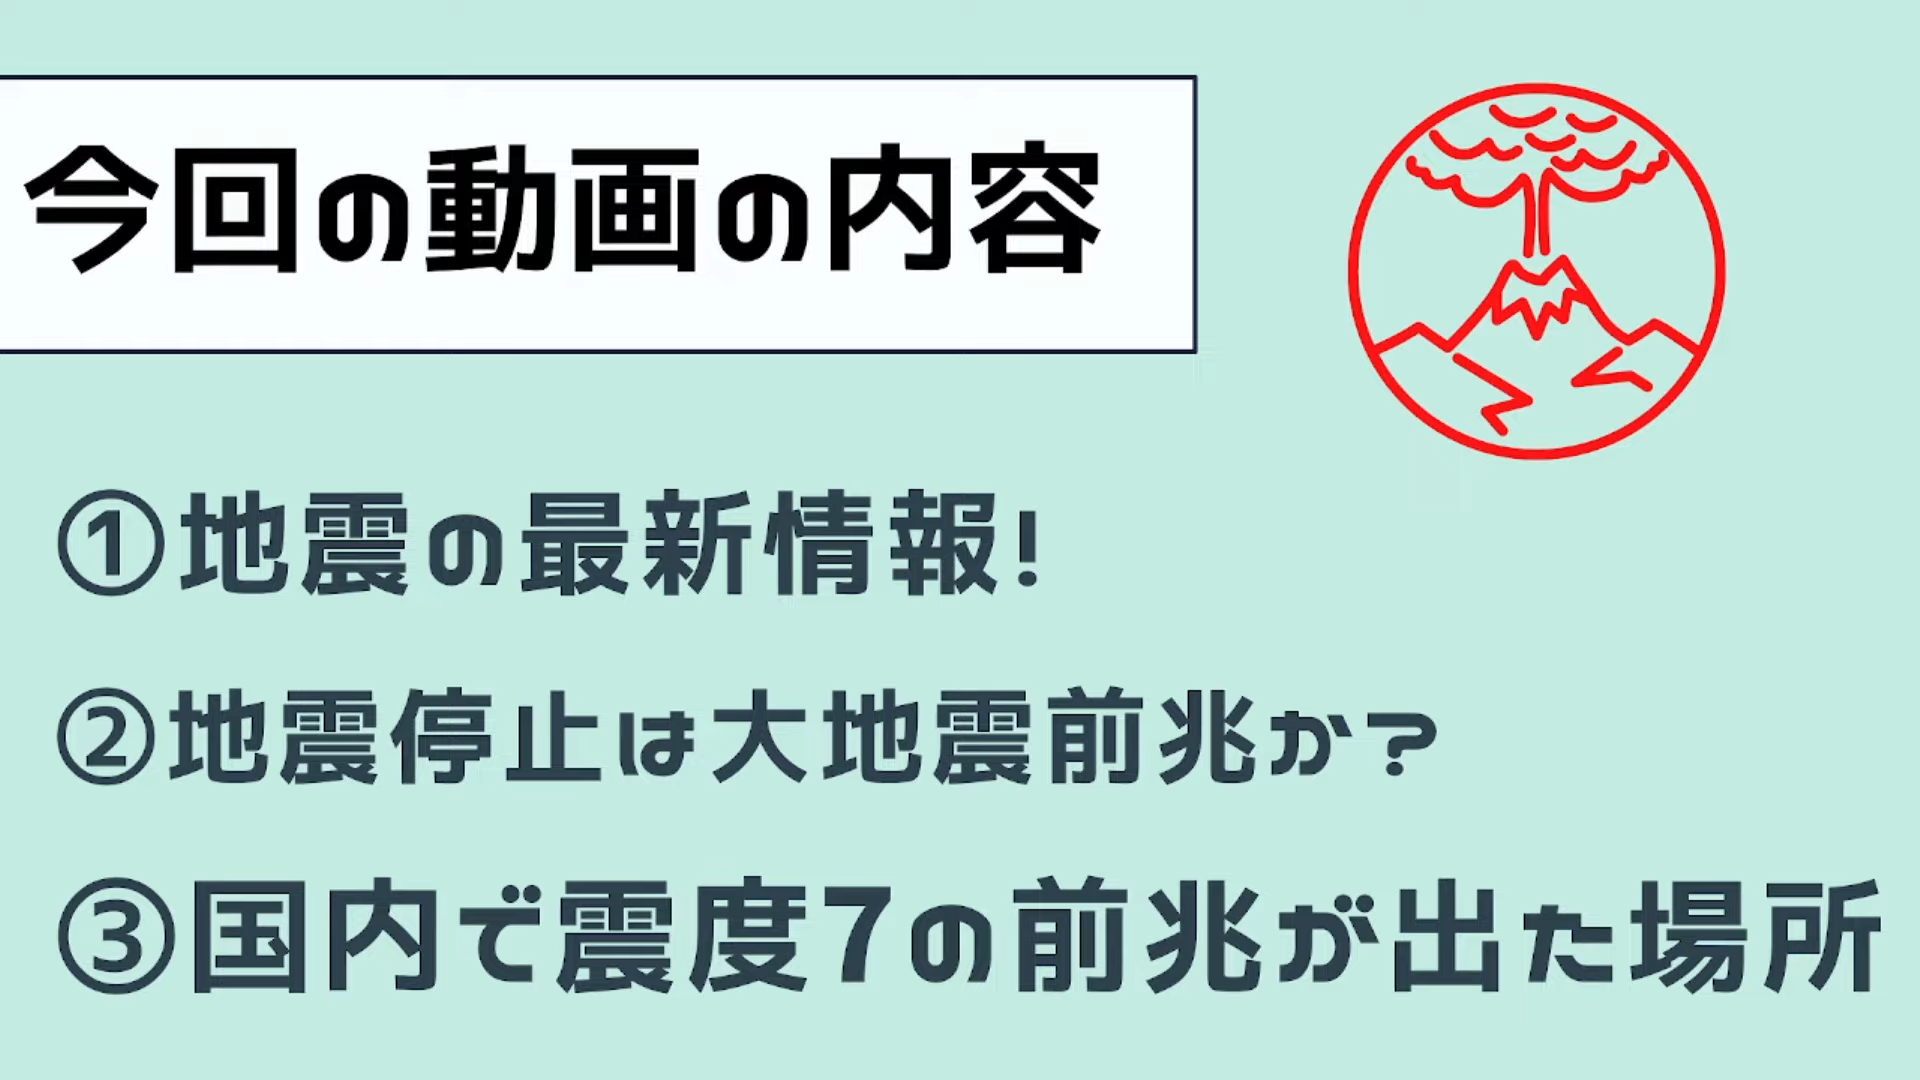 今回の動画の内容
①地震の最新情報!
②地震停止は大地震前兆か?
③国内で震度7の前兆が出た場所